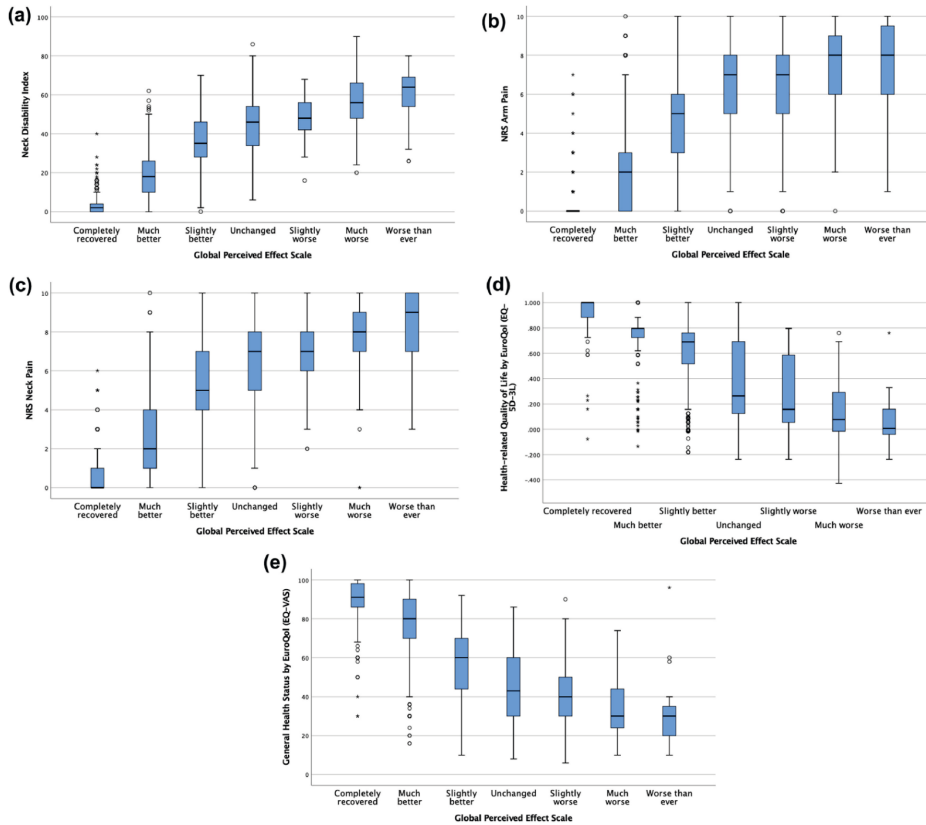 (a)
Neck Disability Index
100
80
60
40
20
0
Completely recovered
Much better
Slightly better
Unchanged
Slightly worse
Much worse
Worse than ever
Global Perceived Effect Scale
(b)
NRS Arm Pain
10
8
6
4
2
0
Completely recovered
Much better
Slightly better
Unchanged
Slightly worse
Much worse
Worse than ever
Global Perceived Effect Scale
(c)
NRS Neck Pain
10
8
6
4
2
0
Completely recovered
Much better
Slightly better
Unchanged
Slightly worse
Much worse
Worse than ever
Global Perceived Effect Scale
(d)
Health-related Quality of Life by EuroQol (EQ-
5D-3L)
1.000
.800
.600
.400
.200
.000
-.200
-.400
Completely recovered
Much better
Slightly better
Unchanged
Slightly worse
Much worse
Worse than ever
Global Perceived Effect Scale
(e)
General Health Status by EuroQol (EQ-VAS)
100
80
60
40
20
0
Completely recovered
Much better
Slightly better
Unchanged
Slightly worse
Much worse
Worse than ever
Global Perceived Effect Scale